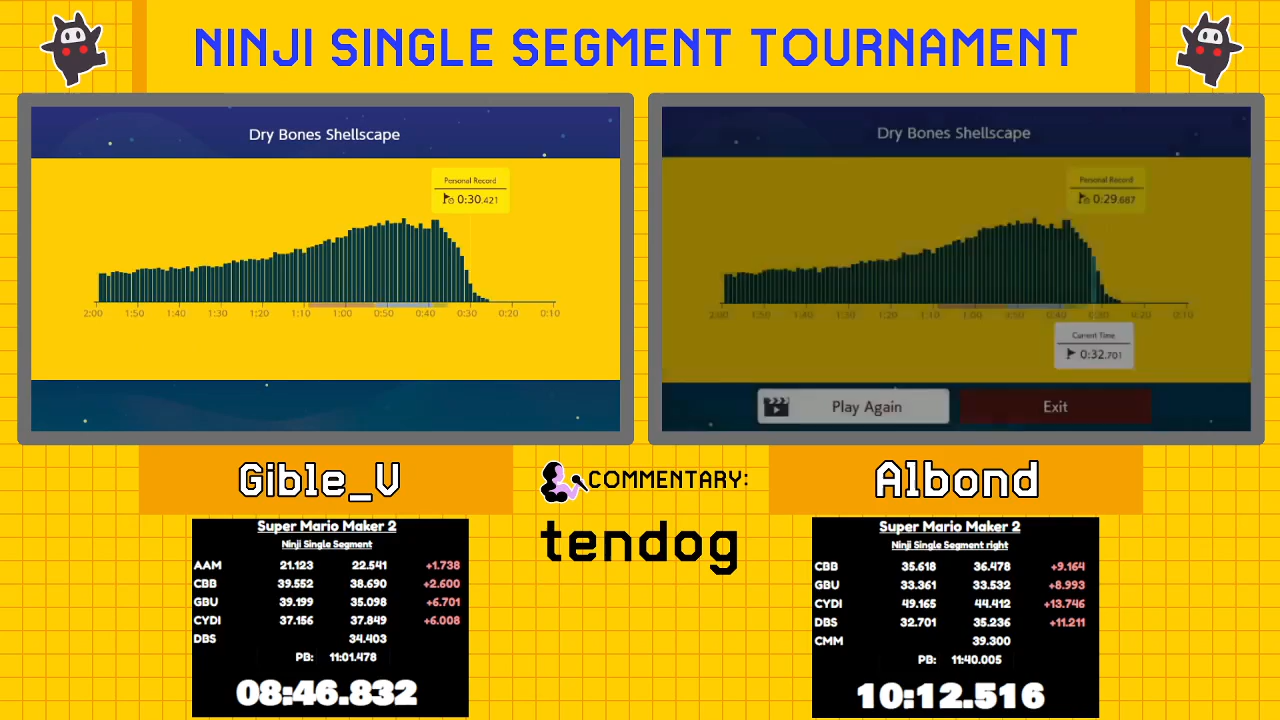 NINJI SINGLE SEGMENT TOURNAMENT
Dry Bones Shellscape
Personal Record
0:30.421
2:00 1:50 1:40 1:30 1:20 1:10 1:00 0:50 0:40 0:30 0:20 0:10
Dry Bones Shellscape
Personal Record
0:29.687
2:00 1:50 1:40 1:30 1:20 1:10 1:00 0:50 0:40 0:30 0:20 0:10
Current Time
0:32.701
Play Again
Exit
Gible_V
COMMENTARY:
tendog
Albond
Super Mario Maker 2
Ninji Single Segment
AAM 21.123 22.541 +1.738
CBB 39.552 38.690 +2.600
GBU 39.199 35.098 +6.701
CYDI 37.156 37.849 +6.008
DBS 34.403
PB: 11:01.478
08:46.832
Super Mario Maker 2
Ninji Single Segment right
CBB 35.618 36.478 +9.164
GBU 33.361 33.532 +8.993
CYDI 49.165 44.412 +13.746
DBS 32.701 35.236 +11.211
CMM 39.300
PB: 11:40.005
10:12.516